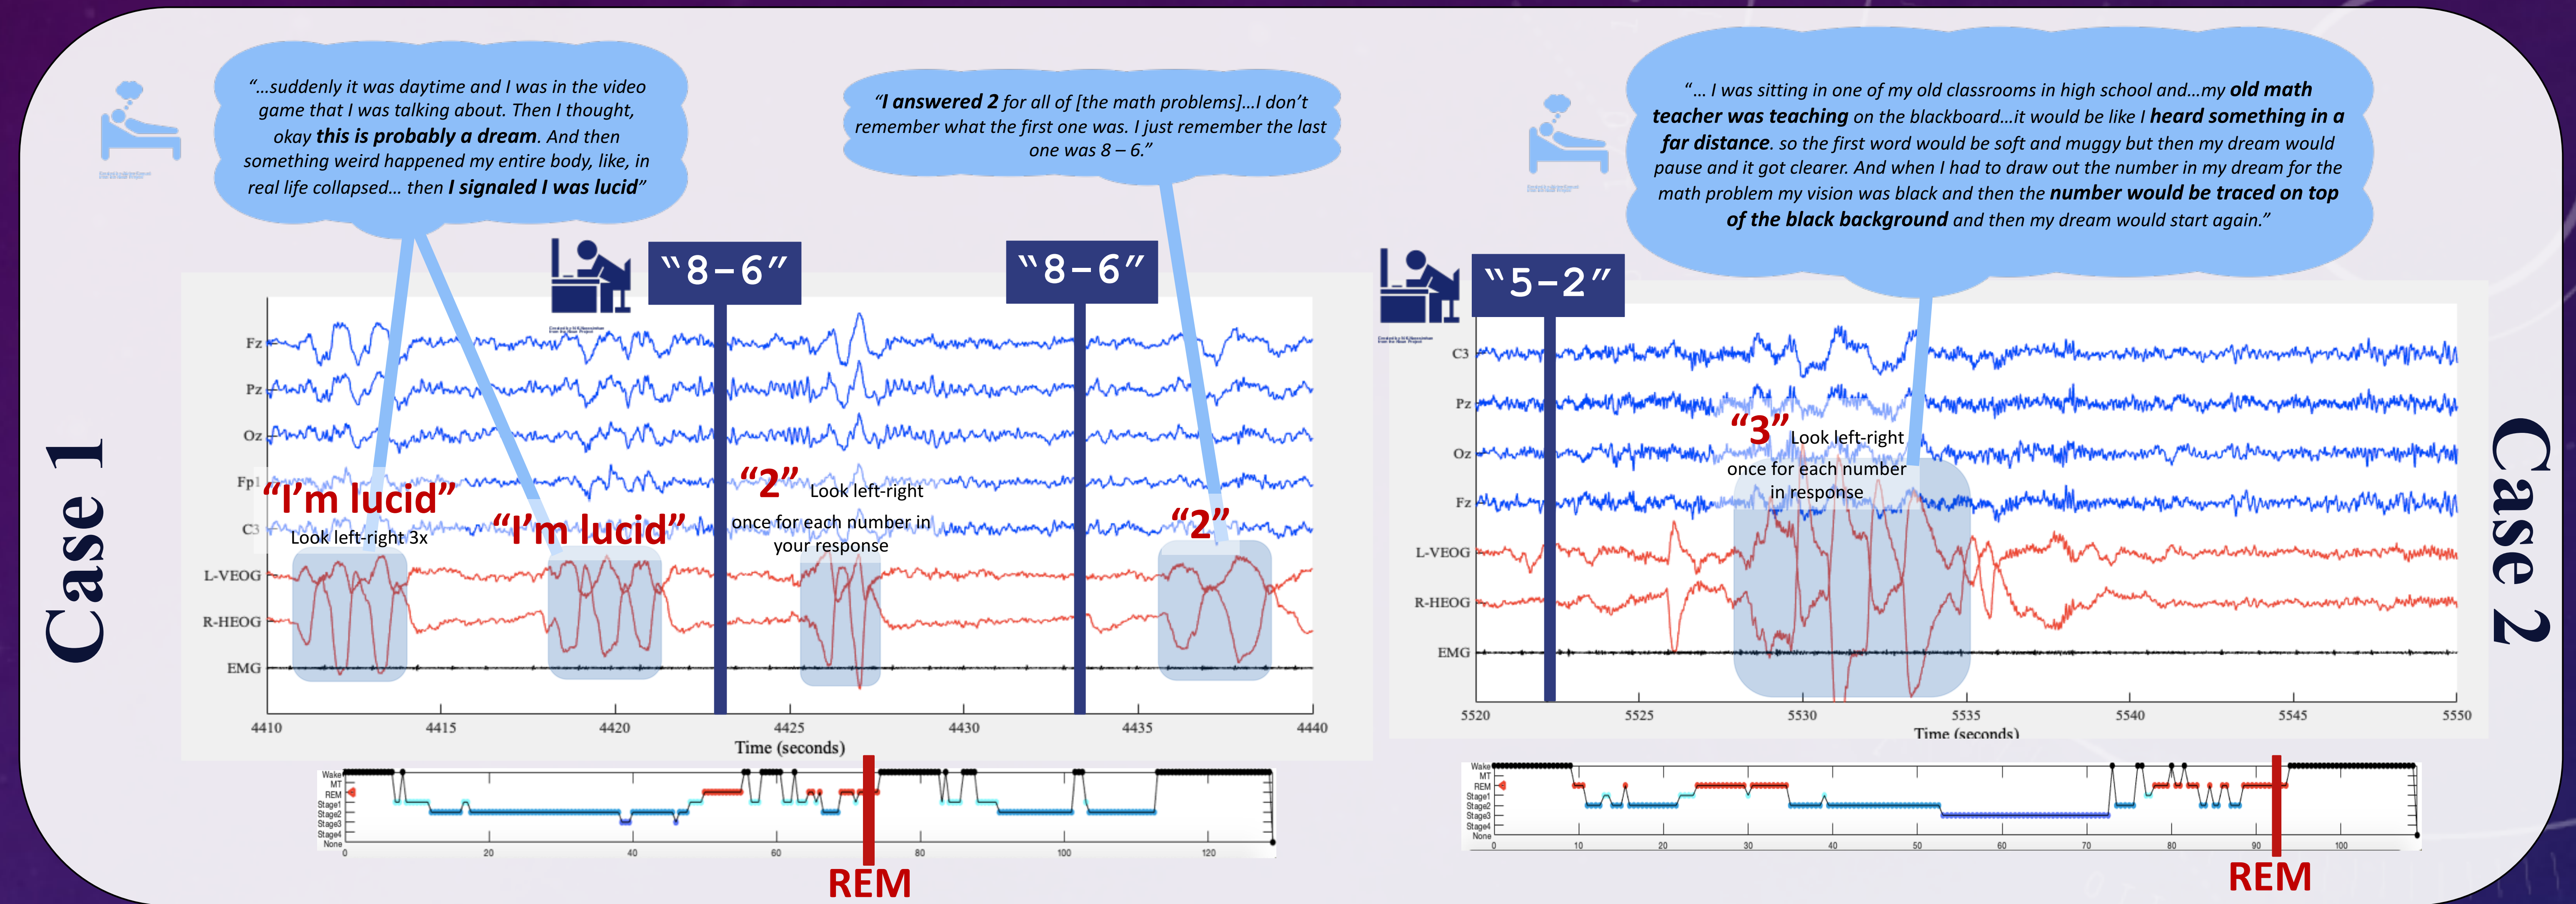 Case 1
“…suddenly it was daytime and I was in the video
game that I was talking about. Then I thought,
okay this is probably a dream. And then
something weird happened my entire body, like, in
real life collapsed… then I signaled I was lucid”
“I answered 2 for all of [the math problems]…I don’t
remember what the first one was. I just remember the last
one was 8 – 6.”
“8-6”
“8-6”
Fz
Pz
Oz
Fp1
C3
L-VEOG
R-HEOG
EMG
“I’m lucid”
Look left-right 3x
“I’m lucid”
“2” Look left-right
once for each number in
your response
“2”
4410 4415 4420 4425 4430 4435 4440
Time (seconds)
Wake
MT
REM
Stage1
Stage2
Stage3
Stage4
None
0 20 40 60 80 100 120
REM
“… I was sitting in one of my old classrooms in high school and…my old math
teacher was teaching on the blackboard…it would be like I heard something in a
far distance. so the first word would be soft and muggy but then my dream would
pause and it got clearer. And when I had to draw out the number in my dream for the
math problem my vision was black and then the number would be traced on top
of the black background and then my dream would start again.”
“5-2”
C3
Pz
Oz
Fz
L-VEOG
R-HEOG
EMG
“3” Look left-right
once for each number
in response
5520 5525 5530 5535 5540 5545 5550
Time (seconds)
Wake
MT
REM
Stage1
Stage2
Stage3
Stage4
None
0 10 20 30 40 50 60 70 80 90 100
REM
Case 2